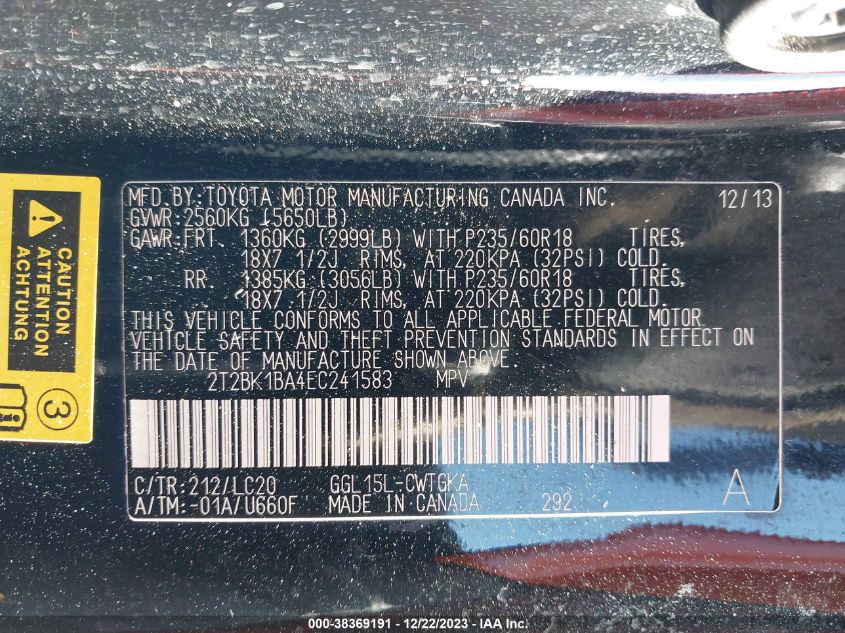 MFD.BY:TOYOTA MOTOR MANUFACTURING CANADA INC. 12/13
GVWR:2560KG (5650LB)
GAWR:FRT 1360KG (2999LB) WITH P235/60R18 TIRES,
18X7 1/2J RIMS, AT 220KPA (32PSI) COLD.
RR 1385KG (3056LB) WITH P235/60R18 TIRES,
18X7 1/2J RIMS, AT 220KPA (32PSI) COLD.
THIS VEHICLE CONFORMS TO ALL APPLICABLE FEDERAL MOTOR
VEHICLE SAFETY AND THEFT PREVENTION STANDARDS IN EFFECT ON
THE DATE OF MANUFACTURE SHOWN ABOVE.
2T2BK1BA4EC241583 MPV
C/TR:212/LC20 GGL15L-CWTGKA A
A/TM:-01A/U660F MADE IN CANADA 292
CAUTION
ATTENTION
ACHTUNG
3
000-38369191 - 12/22/2023 - IAA Inc.